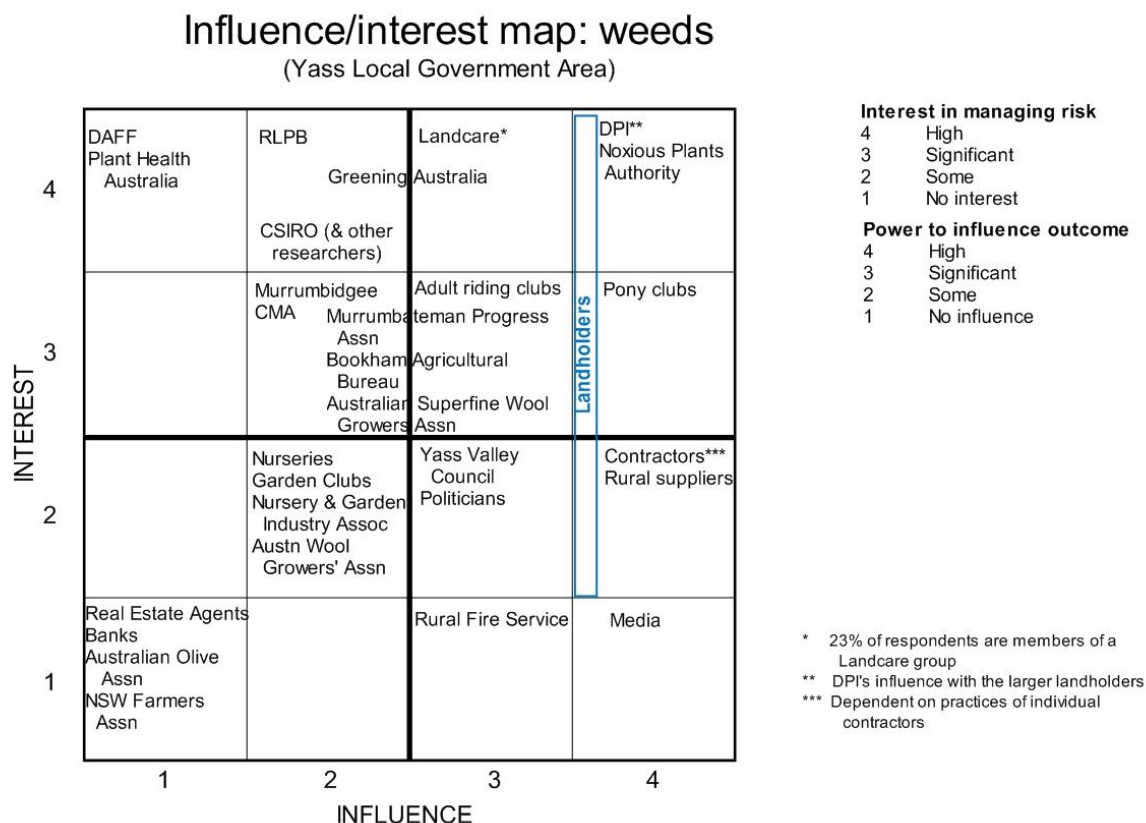 Influence/interest map: weeds
(Yass Local Government Area)
INTEREST
4
DAFF
Plant Health
Australia
RLPB
Greening Australia
CSIRO (& other
researchers)
Landcare*
DPI**
Noxious Plants
Authority
Landholders
3
Murrumbidgee
CMA
Murrumbateman Progress
Assn
Bookham Agricultural
Bureau
Australian Superfine Wool
Growers Assn
Adult riding clubs
Pony clubs
2
Nurseries
Garden Clubs
Nursery & Garden
Industry Assoc
Austn Wool
Growers' Assn
Yass Valley
Council
Politicians
Contractors***
Rural suppliers
1
Real Estate Agents
Banks
Australian Olive
Assn
NSW Farmers
Assn
Rural Fire Service
Media
1 2 3 4
INFLUENCE
Interest in managing risk
4 High
3 Significant
2 Some
1 No interest
Power to influence outcome
4 High
3 Significant
2 Some
1 No influence
* 23% of respondents are members of a
Landcare group
** DPI's influence with the larger landholders
*** Dependent on practices of individual
contractors